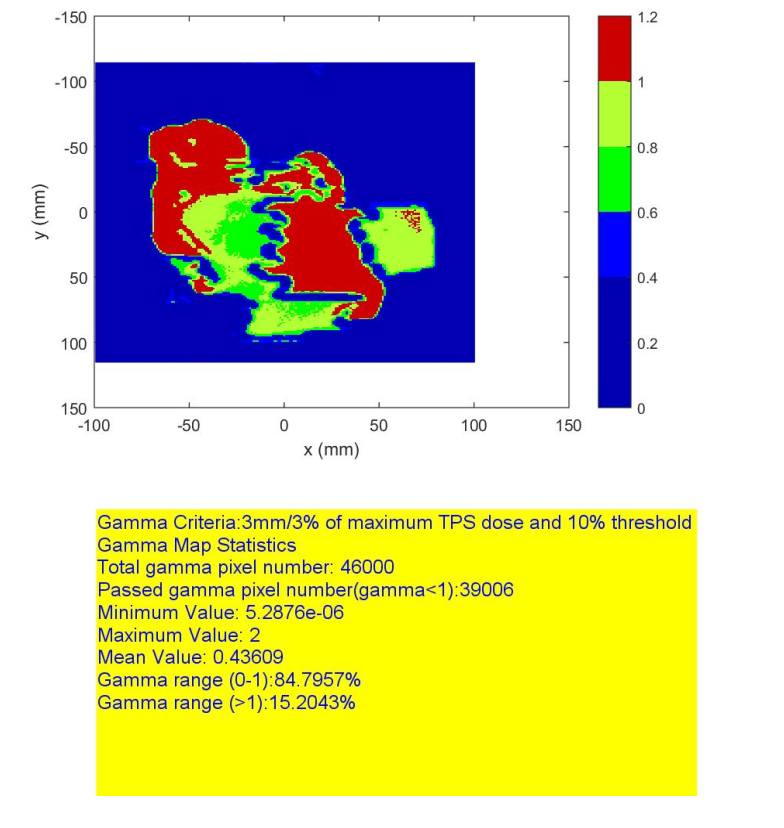 -150
-100
-50
0
50
100
150
y (mm)
-100
-50
0
50
100
150
x (mm)
1.2
1
0.8
0.6
0.4
0.2
0
Gamma Criteria:3mm/3% of maximum TPS dose and 10% threshold
Gamma Map Statistics
Total gamma pixel number: 46000
Passed gamma pixel number(gamma<1):39006
Minimum Value: 5.2876e-06
Maximum Value: 2
Mean Value: 0.43609
Gamma range (0-1):84.7957%
Gamma range (>1):15.2043%